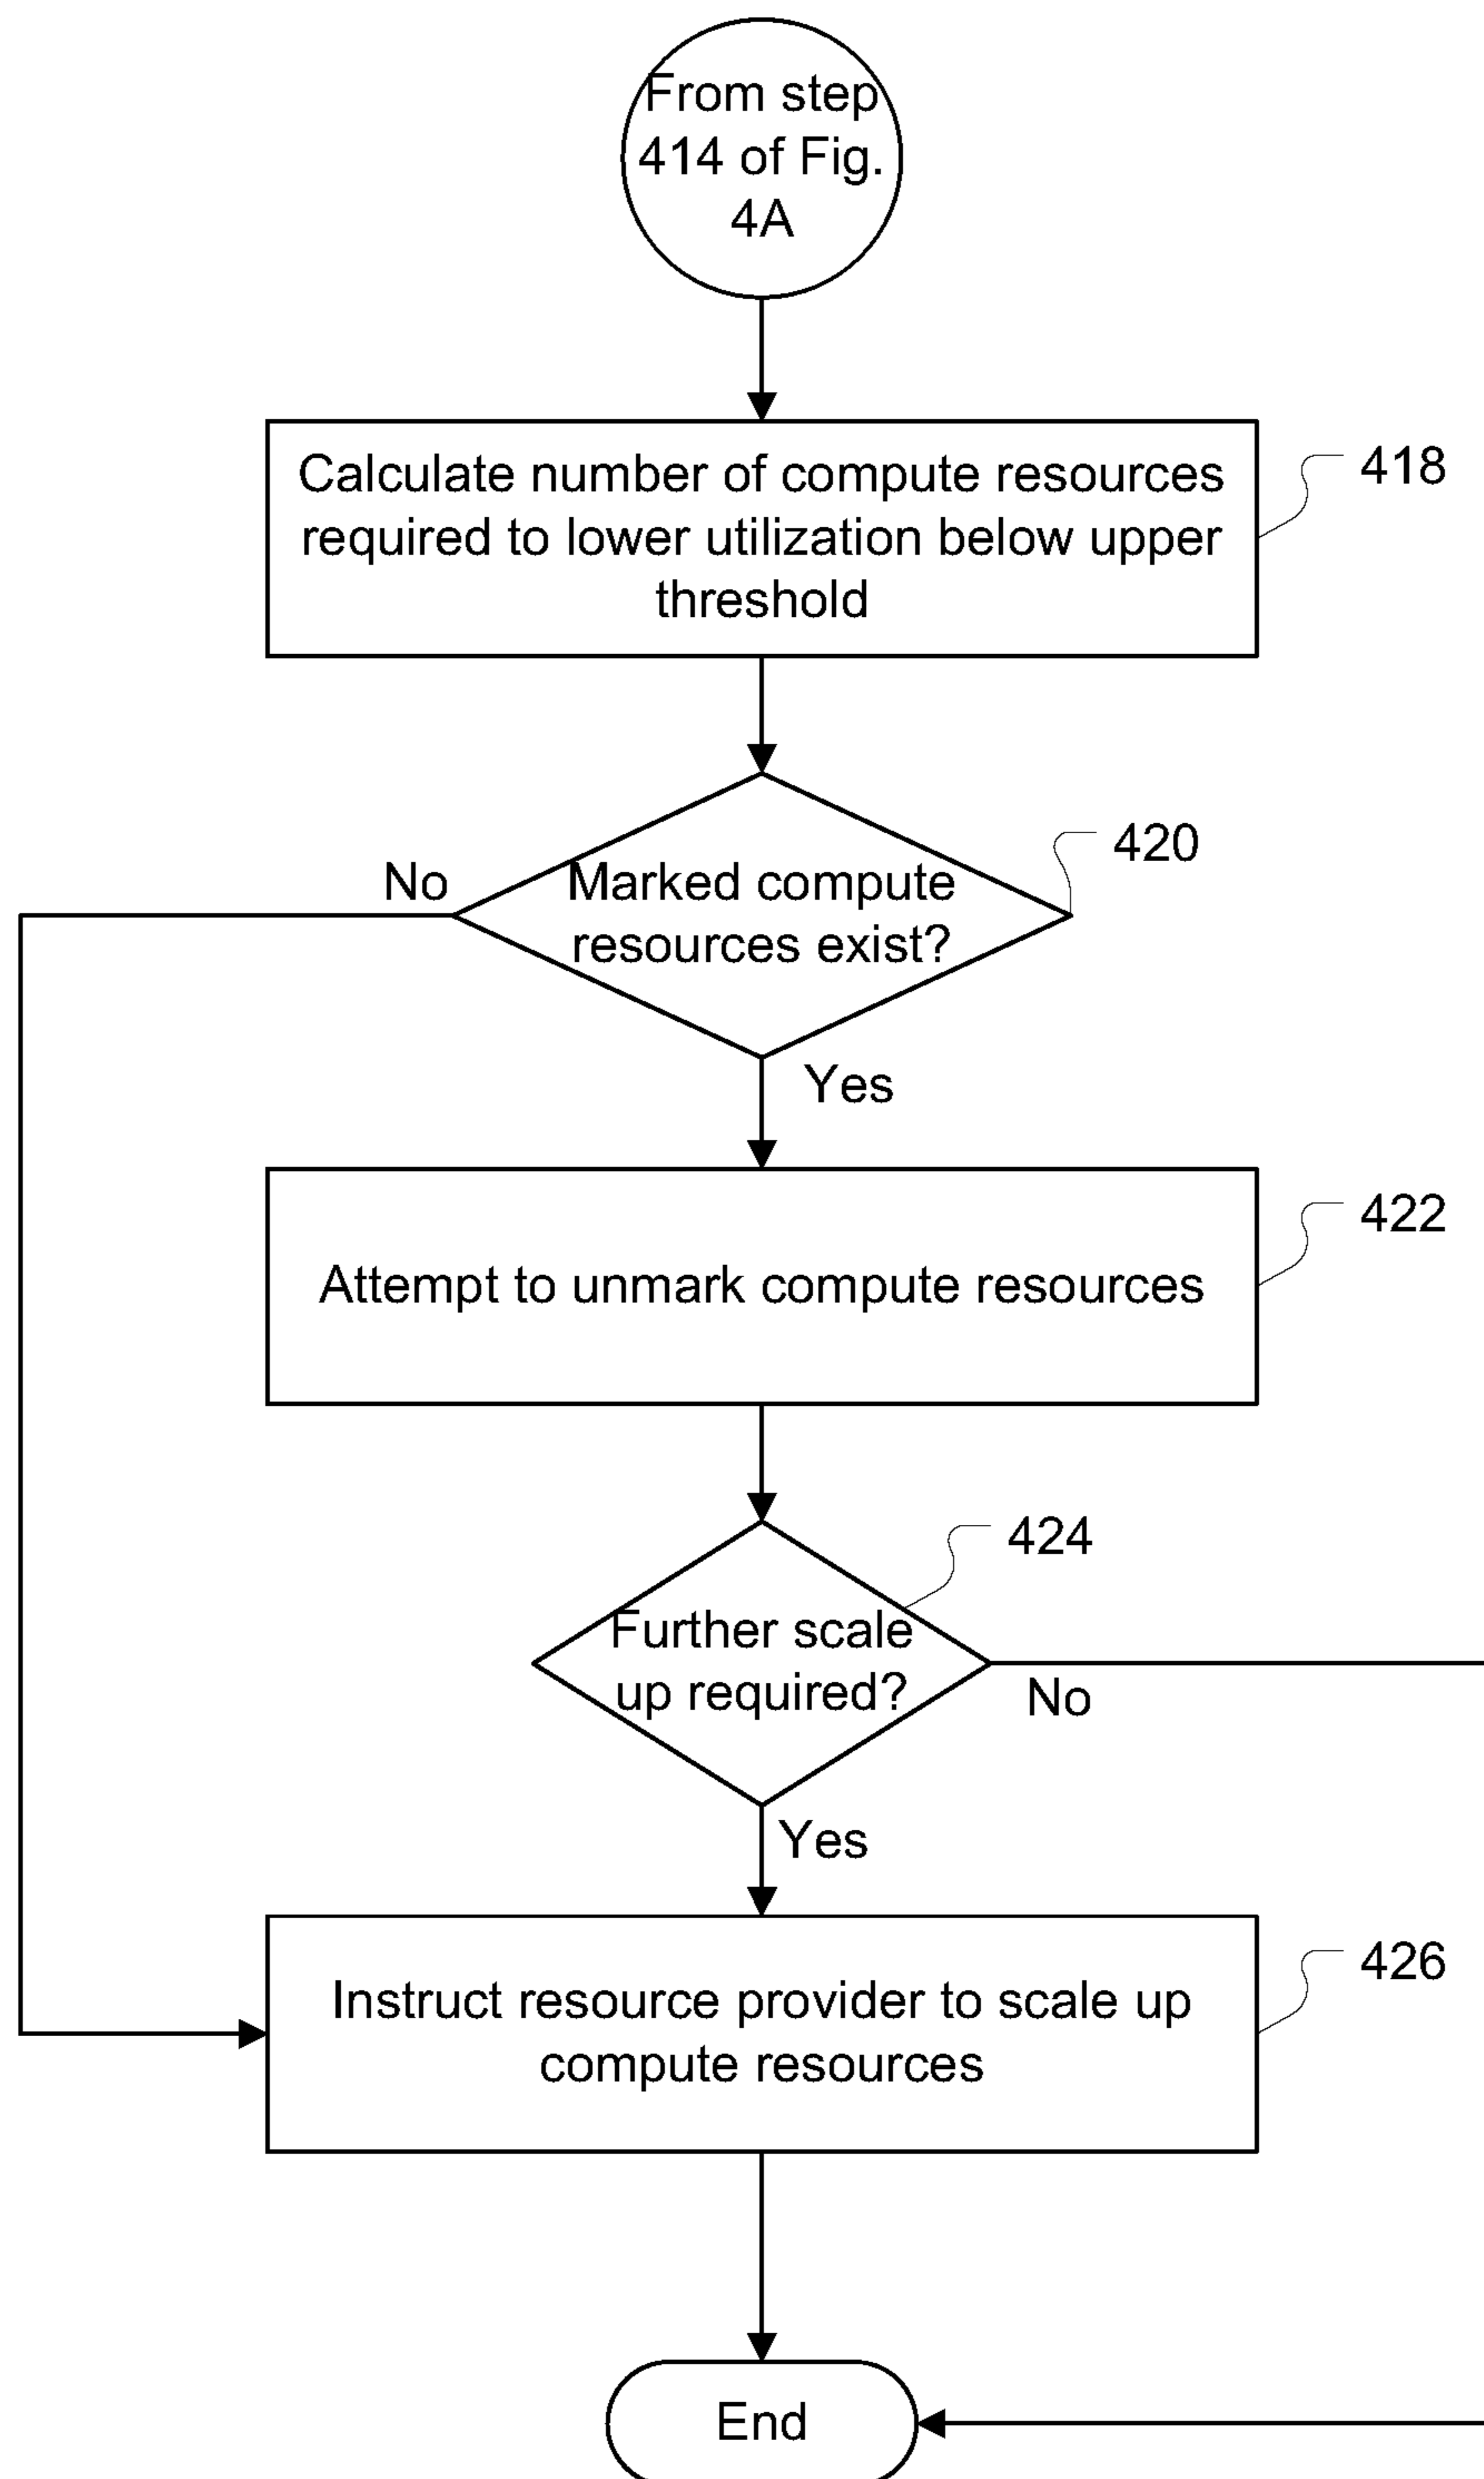 From step
414 of Fig.
4A
Calculate number of compute resources
required to lower utilization below upper
threshold
418
420
No
Marked compute
resources exist?
Yes
Attempt to unmark compute resources
422
424
Further scale
up required?
No
Yes
Instruct resource provider to scale up
compute resources
426
End